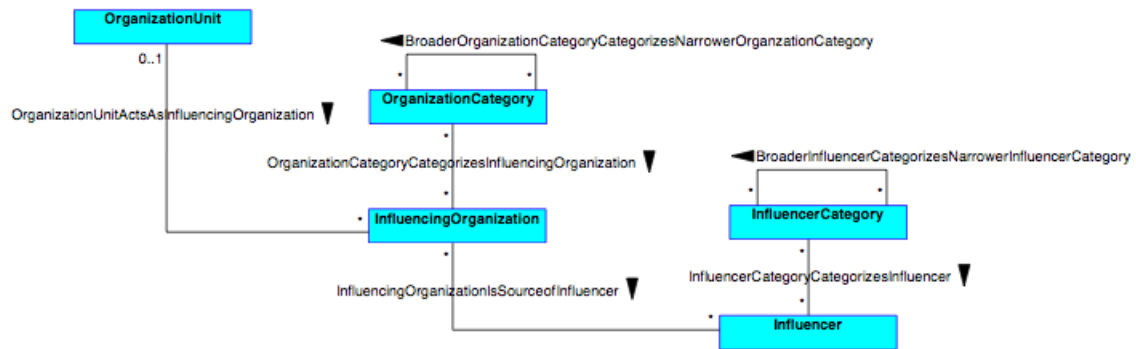 OrganizationUnit
0..1
BroaderOrganizationCategoryCategorizesNarrowerOrganzationCategory
* *
OrganizationCategory
OrganizationUnitActsAsInfluencingOrganization
*
OrganizationCategoryCategorizesInfluencingOrganization
BroaderInfluencerCategorizesNarrowerInfluencerCategory
*
* *
* InfluencingOrganization
InfluencerCategory
*
*
InfluencerCategoryCategorizesInfluencer
InfluencingOrganizationIsSourceofInfluencer
*
*
Influencer